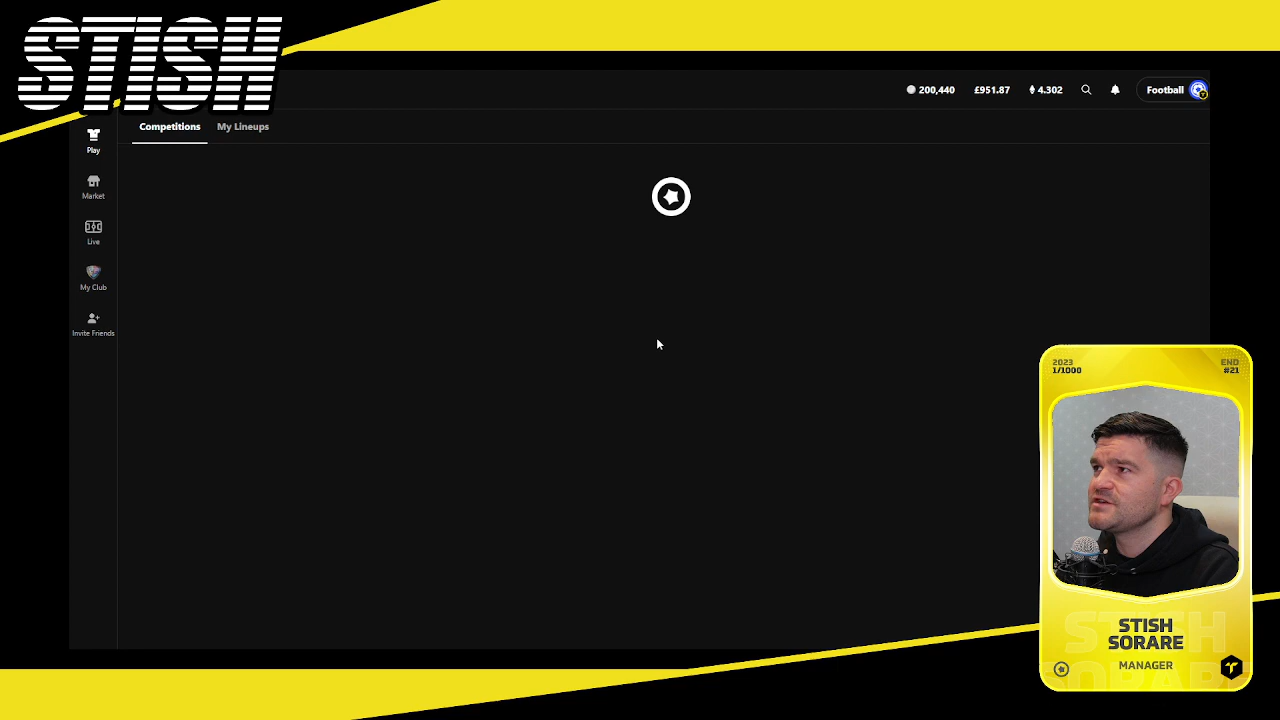 STISH
200,440 £951.87 4.302 Football
Competitions My Lineups
Play
Market
Live
My Club
Invite Friends
2023
1/1000
END
#21
STISH
SORARE
MANAGER